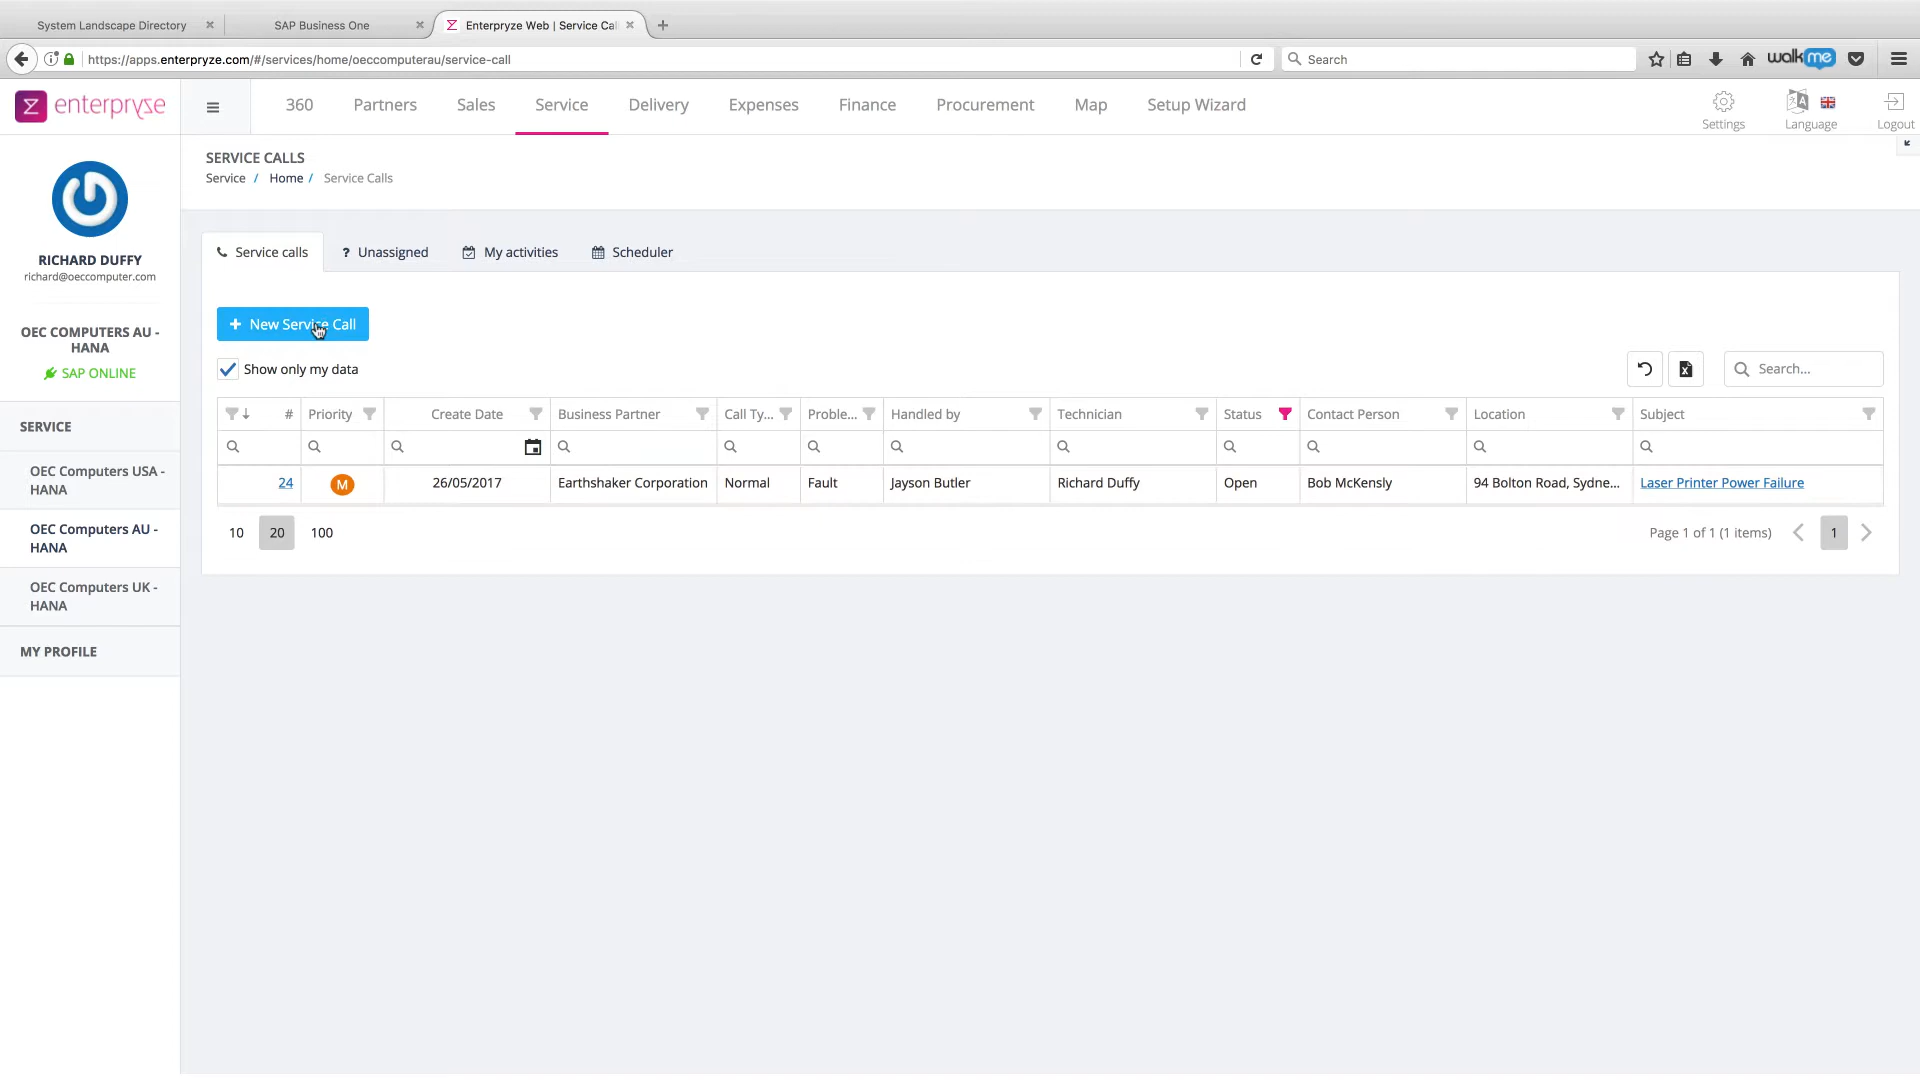 System Landscape Directory
SAP Business One
Enterpryze Web | Service Cal
https://apps.enterpryze.com/#/services/home/oeccomputerau/service-call
Search
walkme
enterpryze
360
Partners
Sales
Service
Delivery
Expenses
Finance
Procurement
Map
Setup Wizard
Settings
Language
Logout
SERVICE CALLS
Service / Home / Service Calls
RICHARD DUFFY
richard@oeccomputer.com
OEC COMPUTERS AU -
HANA
SAP ONLINE
SERVICE
OEC Computers USA -
HANA
OEC Computers AU -
HANA
OEC Computers UK -
HANA
MY PROFILE
Service calls
? Unassigned
My activities
Scheduler
+ New Service Call
Show only my data
Search...
# Priority Create Date Business Partner Call Ty... Proble... Handled by Technician Status Contact Person Location Subject
24 M 26/05/2017 Earthshaker Corporation Normal Fault Jayson Butler Richard Duffy Open Bob McKensly 94 Bolton Road, Sydne... Laser Printer Power Failure
10 20 100
Page 1 of 1 (1 items) 1